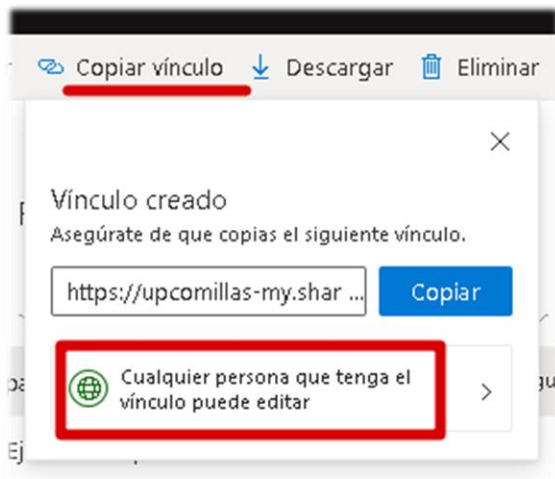 Copiar vínculo Descargar Eliminar
Vínculo creado
Asegúrate de que copias el siguiente vínculo.
https://upcomillas-my.shar ... Copiar
Cualquier persona que tenga el
vínculo puede editar